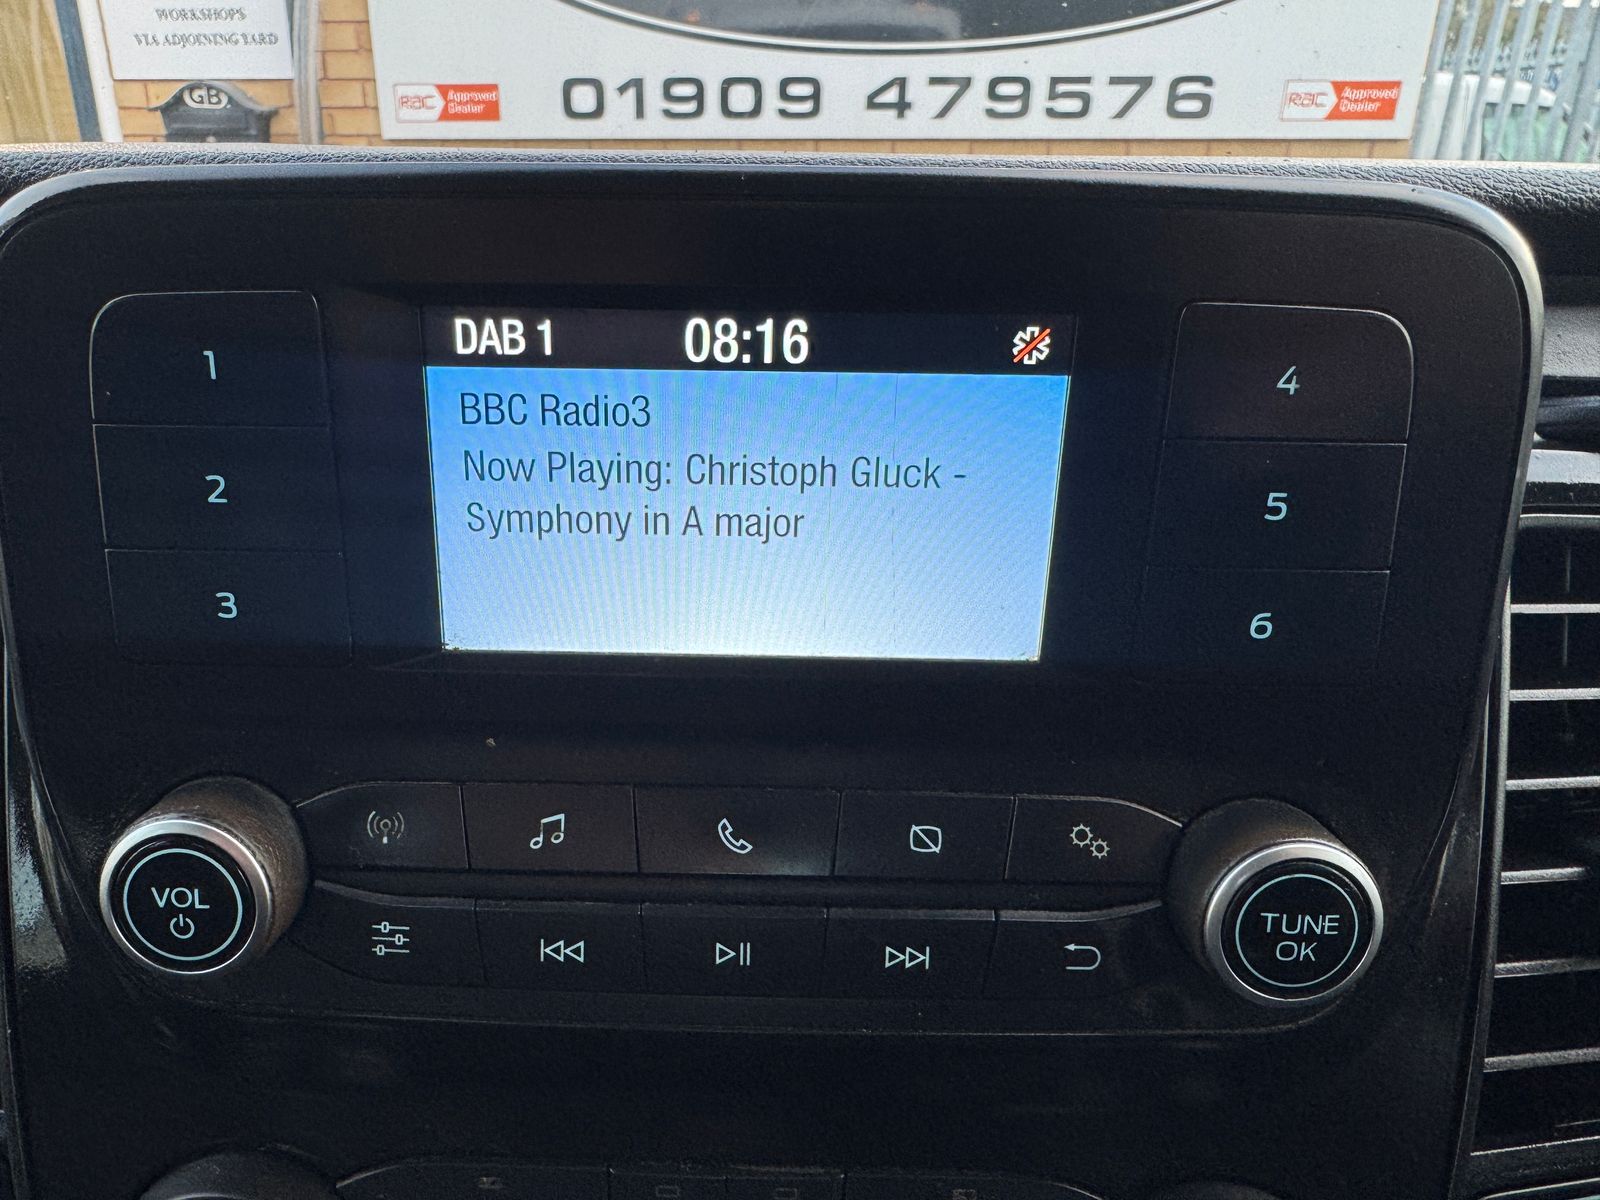 WORKSHOPS
VIA ADJOINING YARD
GB
RAC Approved Dealer
01909 479576
RAC Approved Dealer
DAB 1 08:16
BBC Radio3
Now Playing: Christoph Gluck -
Symphony in A major
1
2
3
4
5
6
VOL
TUNE
OK